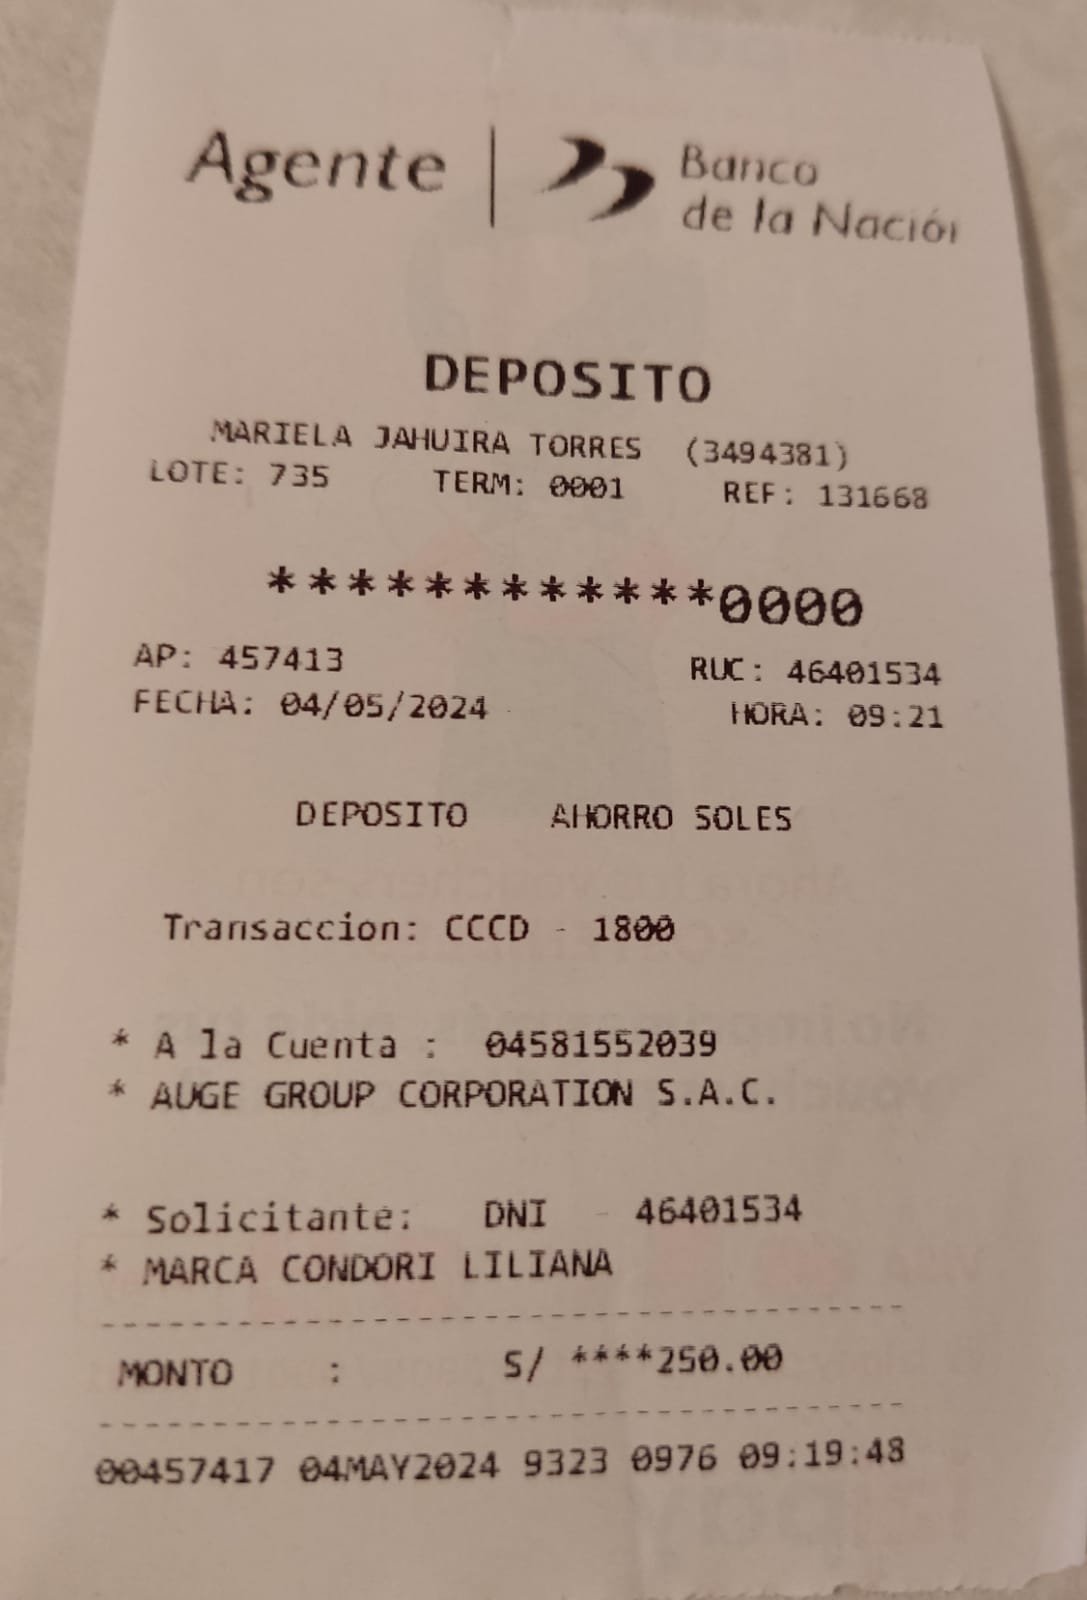 Agente | Banco
de la Nación
DEPOSITO
MARIELA JAHUIRA TORRES (3494381)
LOTE: 735 TERM: 0001 REF: 131668
************0000
AP: 457413 RUC: 46401534
FECHA: 04/05/2024 HORA: 09:21
DEPOSITO AHORRO SOLES
Transaccion: CCCD - 1800
* A la Cuenta : 04581552039
* AUGE GROUP CORPORATION S.A.C.
* Solicitante: DNI - 46401534
* MARCA CONDORI LILIANA
MONTO : S/ ****250.00
00457417 04MAY2024 9323 0976 09:19:48